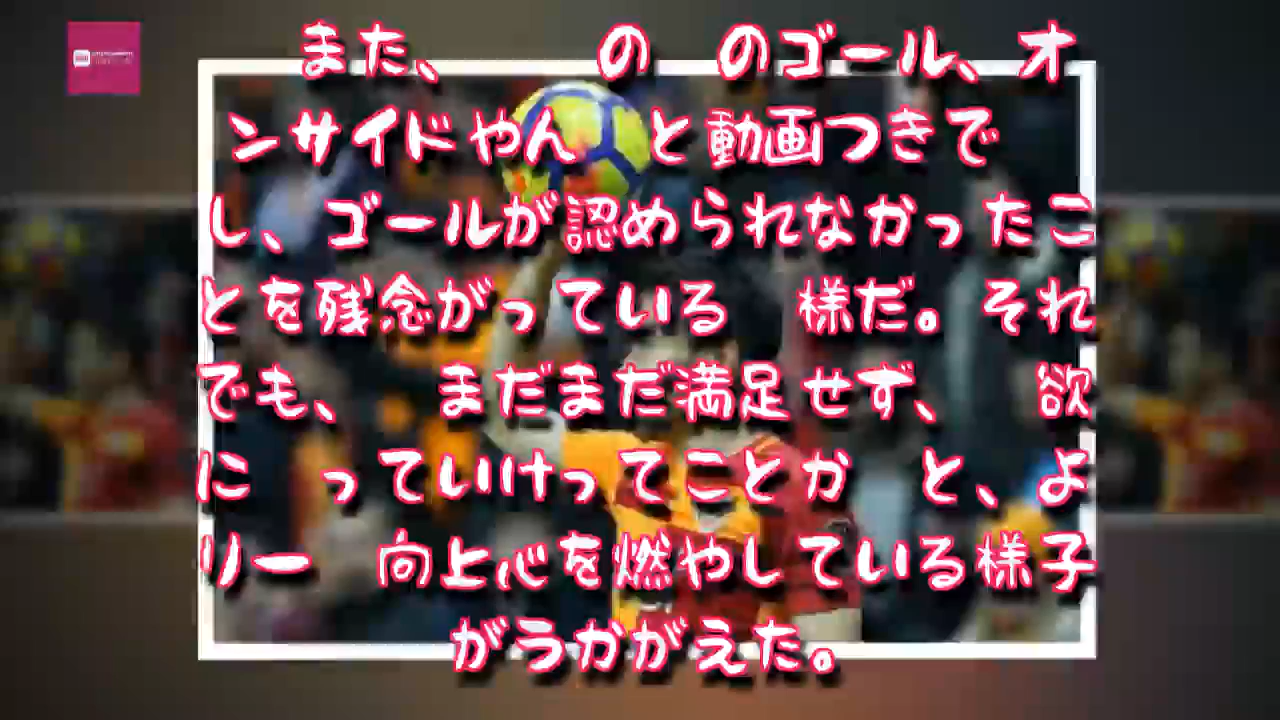 また、 の のゴール、オ
ンサイドやん と動画つきで
し、ゴールが認められなかったこ
とを残念がっている 様だ。それ
でも、 まだまだ満足せず、 欲
に っていけってことか と、よ
リー 向上心を燃やしている様子
がうかがえた。